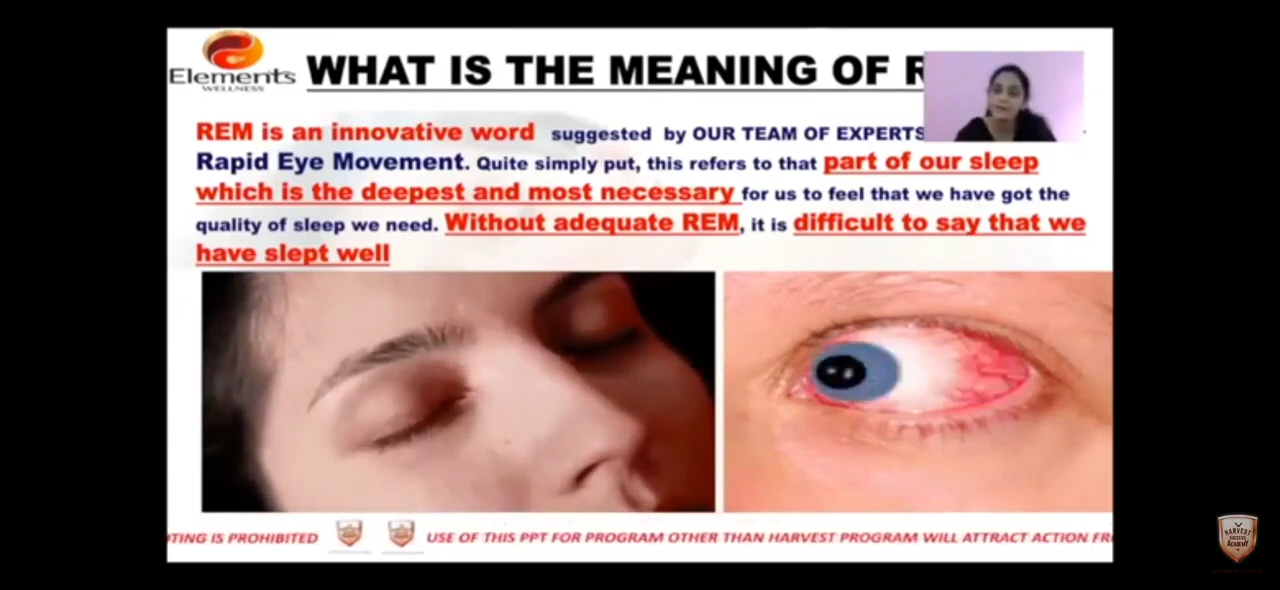 Elements
WELLNESS
WHAT IS THE MEANING OF R
REM is an innovative word suggested by OUR TEAM OF EXPERTS
Rapid Eye Movement. Quite simply put, this refers to that part of our sleep
which is the deepest and most necessary for us to feel that we have got the
quality of sleep we need. Without adequate REM, it is difficult to say that we
have slept well
TING IS PROHIBITED USE OF THIS PPT FOR PROGRAM OTHER THAN HARVEST PROGRAM WILL ATTRACT ACTION FR
HARVEST
SUCCESS
ACADEMY